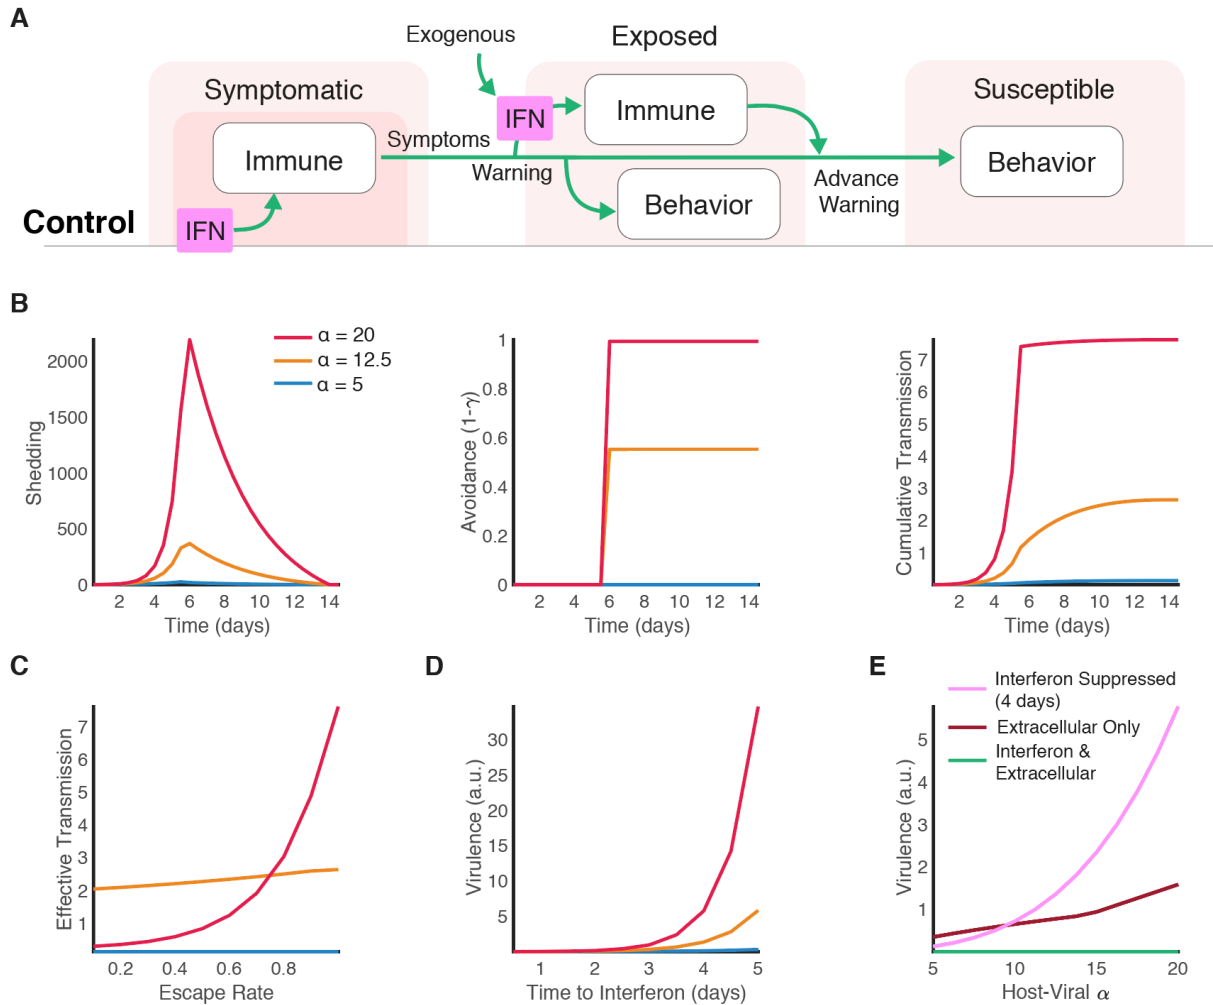 A
Exogenous
Exposed
Symptomatic
Susceptible
IFN
Immune
Immune
Symptoms
Warning
Behavior
Behavior
Advance
Warning
Control
IFN
B
α = 20
α = 12.5
α = 5
Shedding
2000
1500
1000
500
0
2 4 6 8 10 12 14
Time (days)
Avoidance (1-γ)
1
0.8
0.6
0.4
0.2
0
2 4 6 8 10 12 14
Time (days)
Cumulative Transmission
7
6
5
4
3
2
1
2 4 6 8 10 12 14
Time (days)
C
Effective Transmission
7
6
5
4
3
2
1
0.2 0.4 0.6 0.8
Escape Rate
D
Virulence (a.u.)
30
25
20
15
10
5
1 2 3 4 5
Time to Interferon (days)
E
Interferon Suppressed
(4 days)
Extracellular Only
Interferon &
Extracellular
Virulence (a.u.)
5
4
3
2
1
5 10 15 20
Host-Viral α